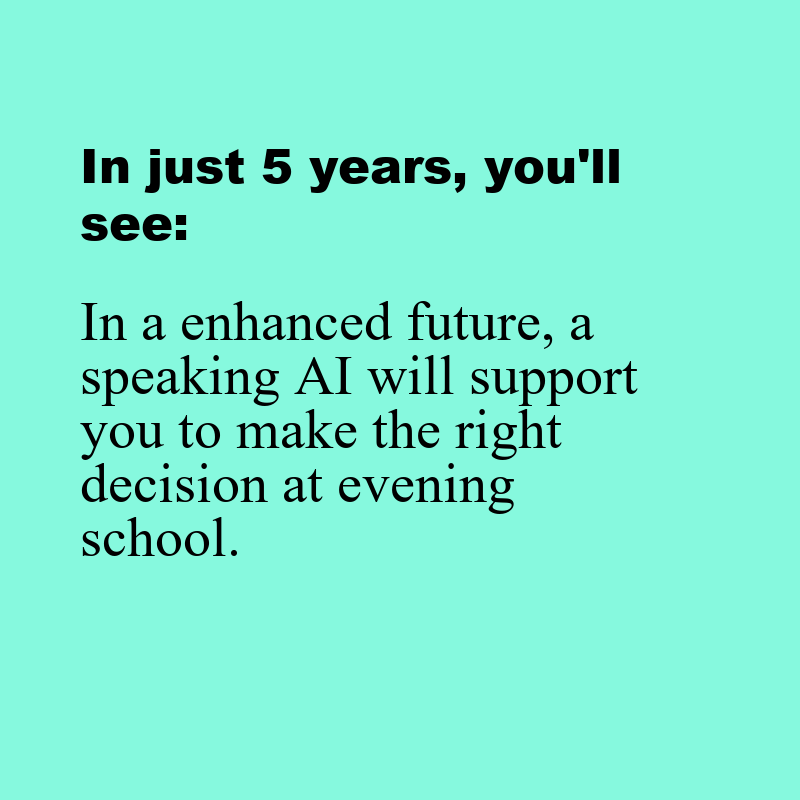 In just 5 years, you'll
see:
In a enhanced future, a
speaking AI will support
you to make the right
decision at evening
school.